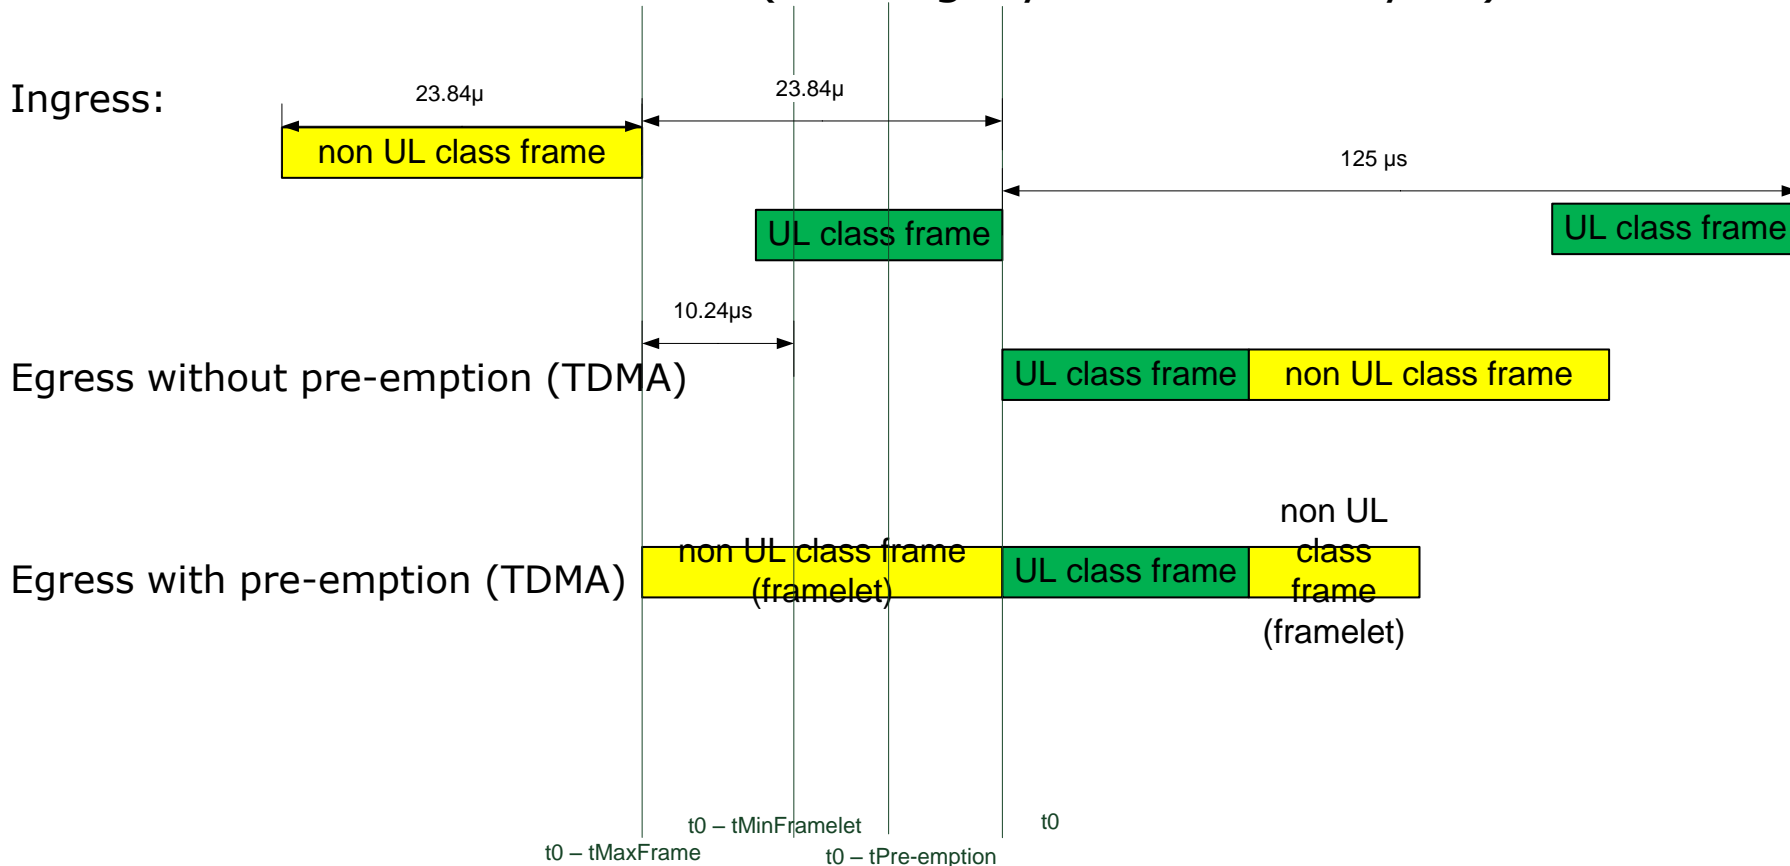 Ingress:
23.84µ
23.84µ
non UL class frame
125 µs
UL class frame
UL class frame
10.24µs
Egress without pre-emption (TDMA)
UL class frame
non UL class frame
Egress with pre-emption (TDMA)
non UL class frame
(framelet)
UL class frame
non UL
class
frame
(framelet)
t0 – tMinFramelet
t0
t0 – tMaxFrame
t0 – tPre-emption